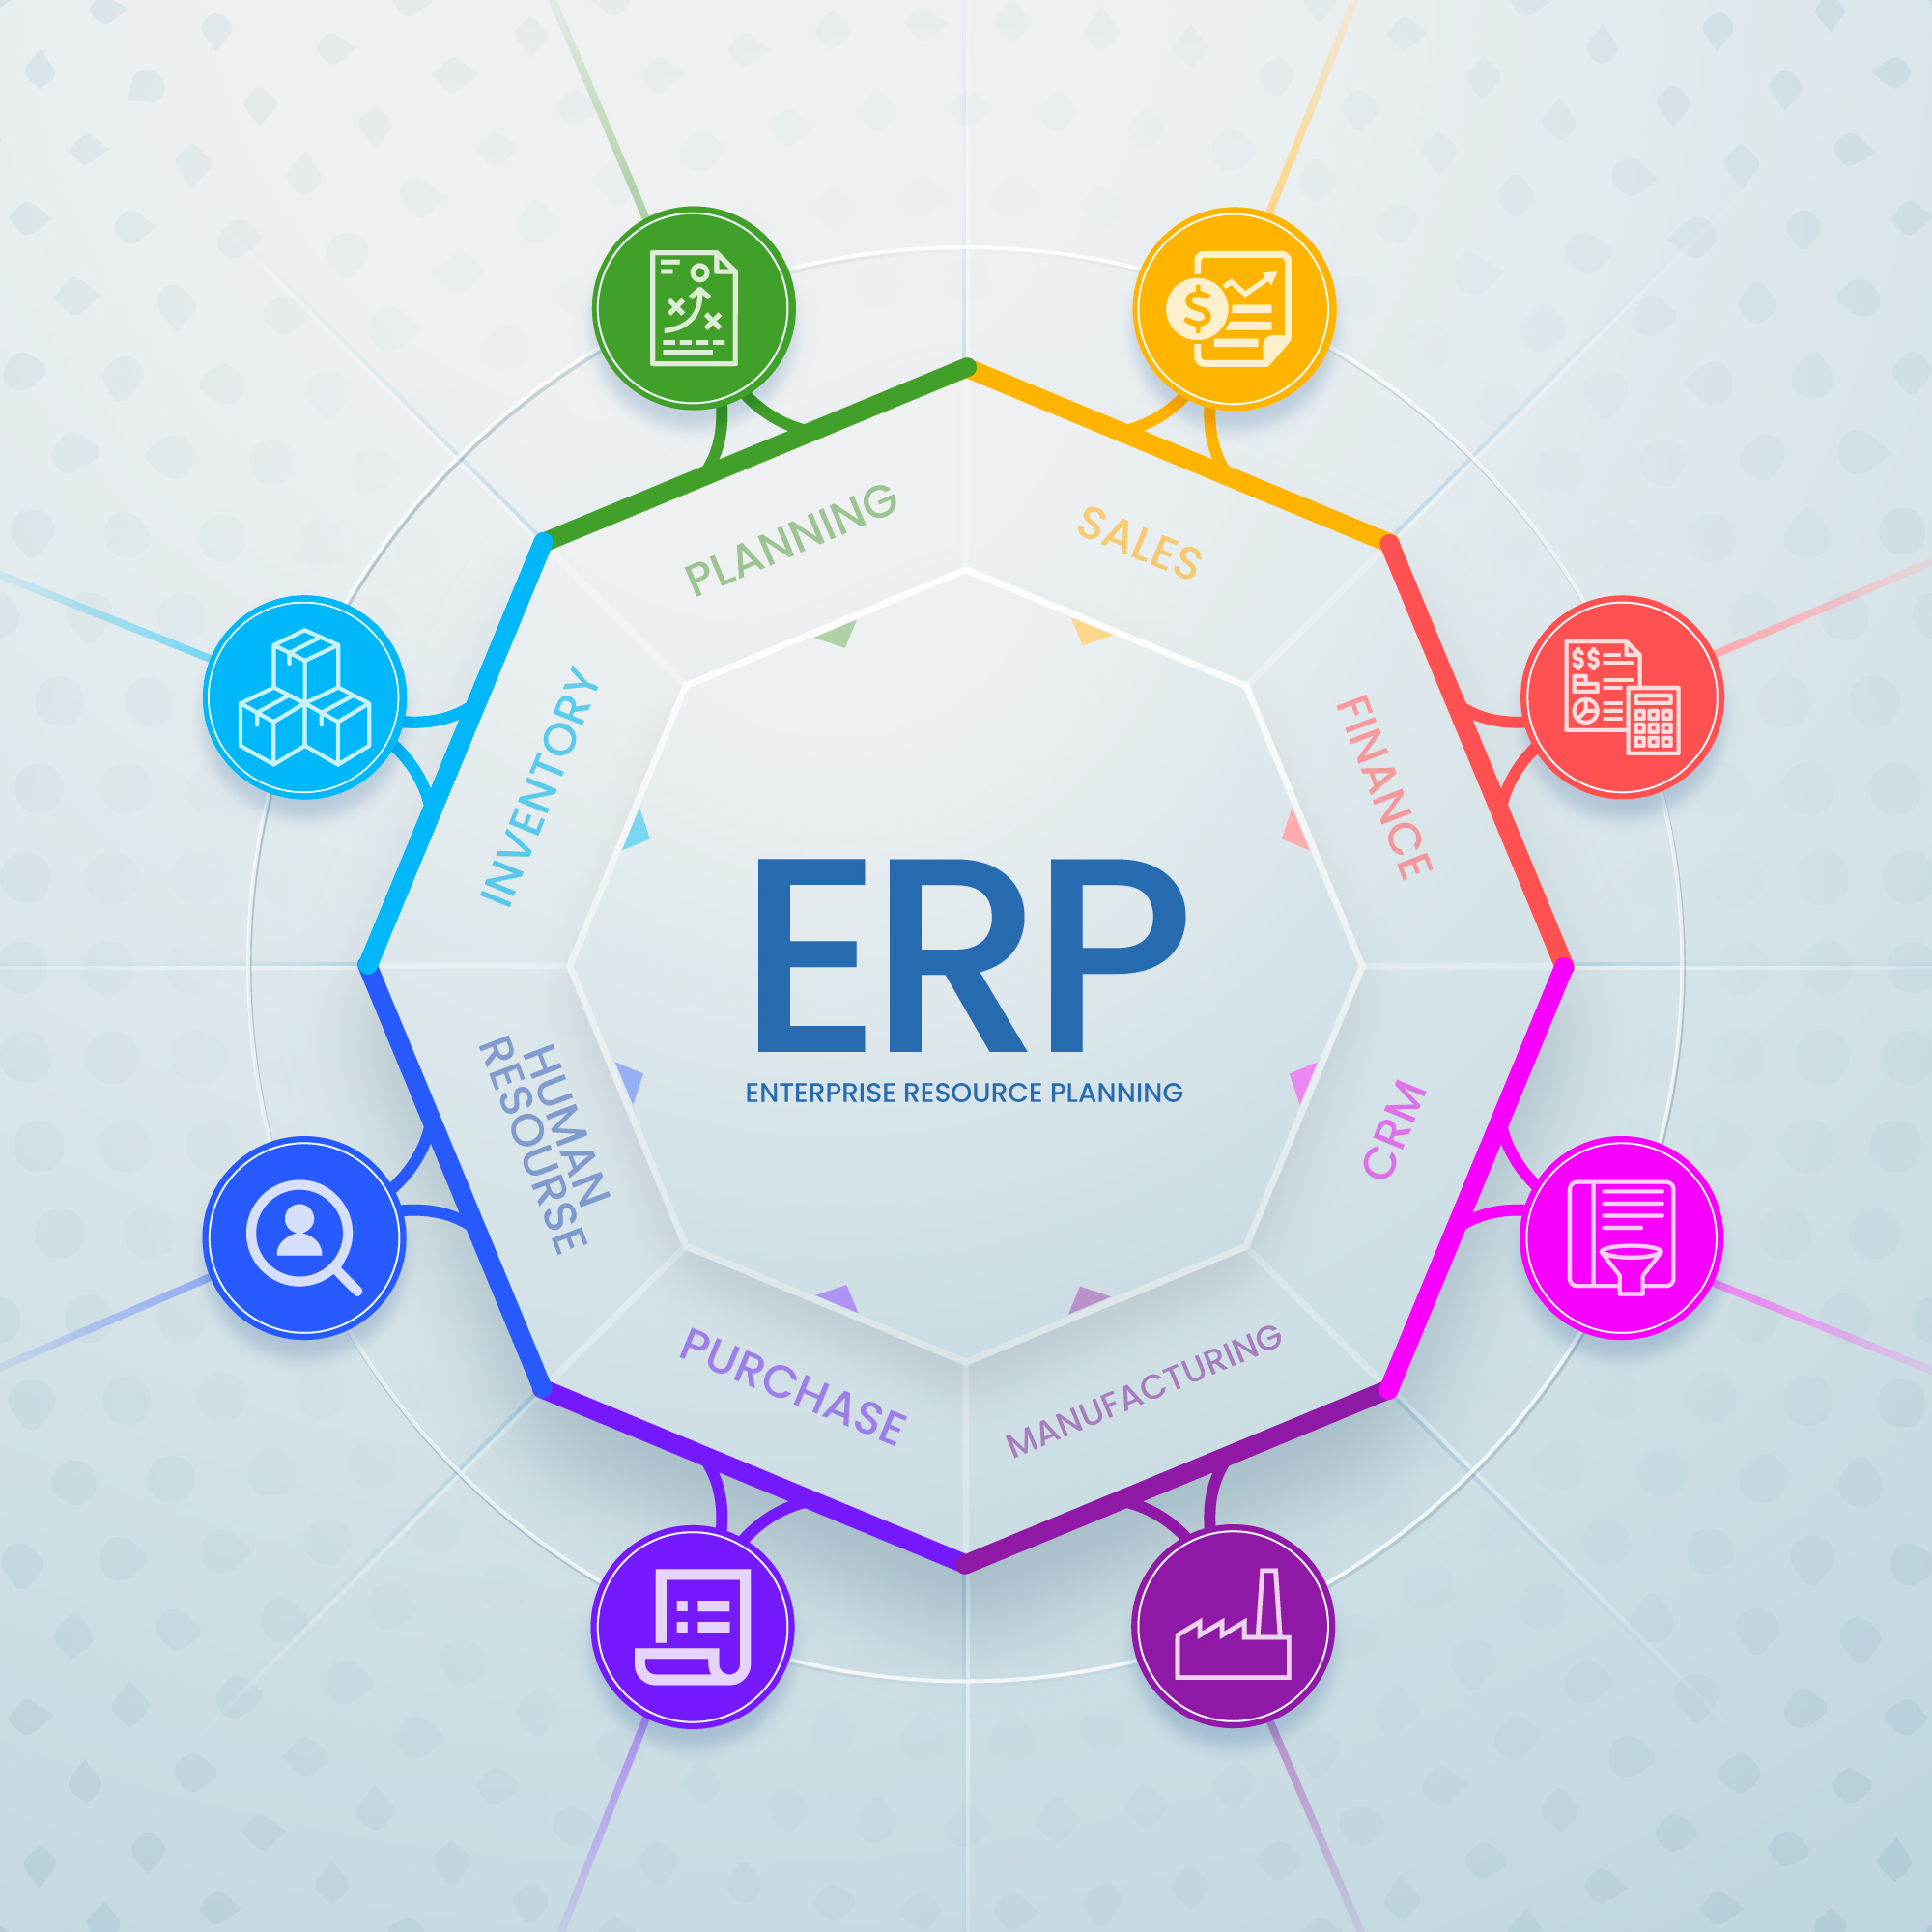 PLANNING
SALES
INVENTORY
FINANCE
ERP
ENTERPRISE RESOURCE PLANNING
HUMAN
RESOURSE
CRM
PURCHASE
MANUFACTURING
$
$$